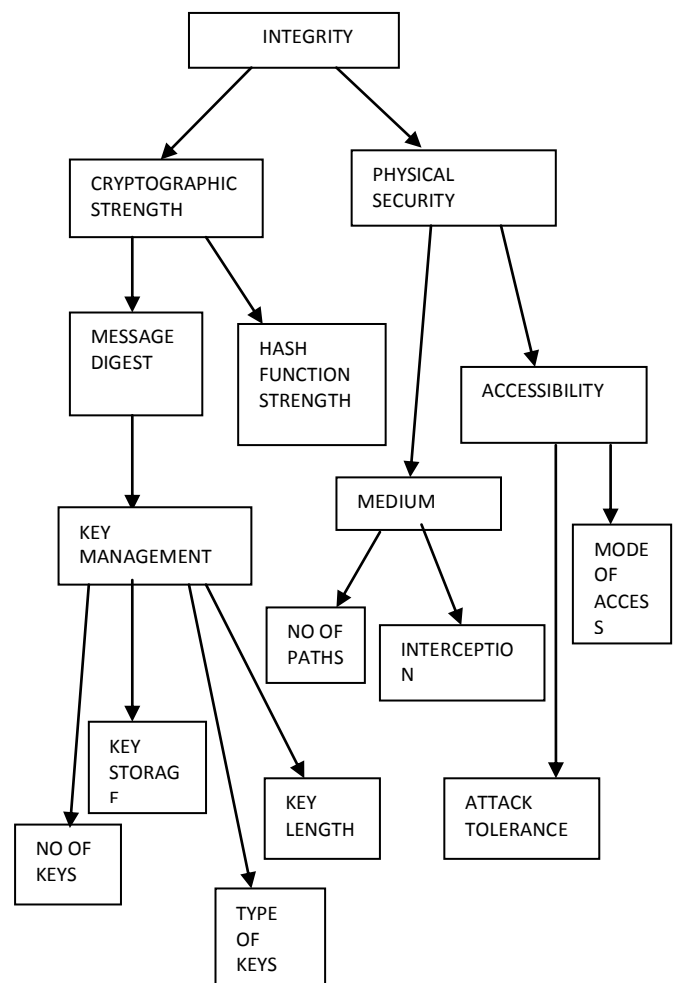 INTEGRITY
CRYPTOGRAPHIC
STRENGTH
PHYSICAL
SECURITY
MESSAGE
DIGEST
HASH
FUNCTION
STRENGTH
ACCESSIBILITY
MEDIUM
KEY
MANAGEMENT
MODE
OF
ACCES
S
NO OF
PATHS
INTERCEPTIO
N
KEY
STORAG
E
KEY
LENGTH
ATTACK
TOLERANCE
NO OF
KEYS
TYPE
OF
KEYS